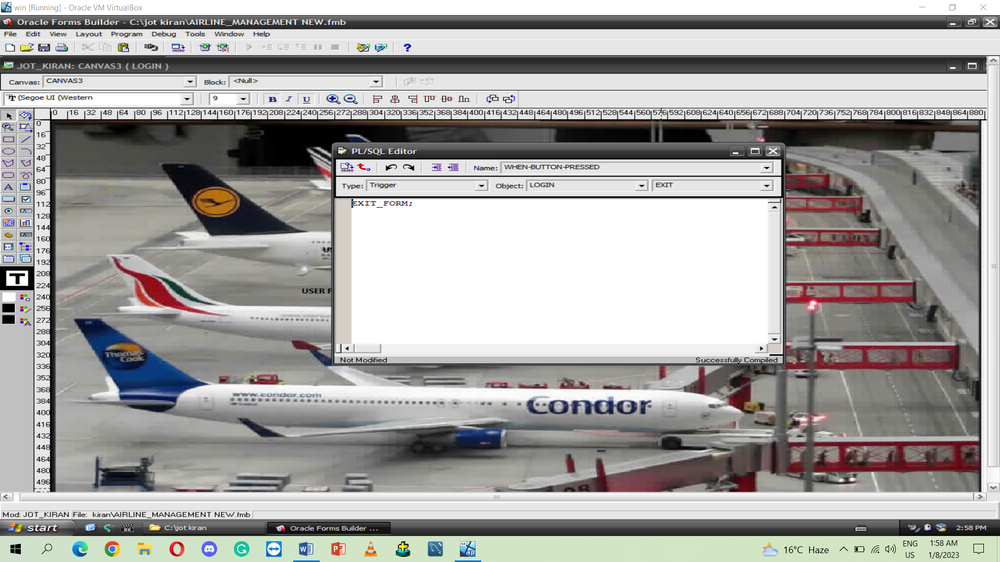 win [Running] - Oracle VM VirtualBox
Oracle Forms Builder - C:\jot kiran\AIRLINE_MANAGEMENT NEW.fmb
File Edit View Layout Program Debug Tools Window Help
JOT_KIRAN: CANVAS3 ( LOGIN )
Canvas: CANVAS3 Block: <Null>
(Segoe UI (Western 9 B I U
0 16 32 48 64 80 96 112 128 144 160 176 192 208 224 240 256 272 288 304 320 336 352 368 384 400 416 432 448 464 480 496 512 528 544 560 576 592 608 624 640 656 672 688 704 720 736 752 768 784 800 816 832 848 864 880
0
16
32
48
64
80
96
112
128
144
160
176
192
208
224
240
256
272
288
304
320
336
352
368
384
400
416
432
448
464
480
496
PL/SQL Editor
Name: WHEN-BUTTON-PRESSED
Type: Trigger Object: LOGIN EXIT
EXIT_FORM;
Not Modified Successfully Compiled
USER
Thomas
Cook
www.condor.com
Condor
Mod: JOT_KIRAN File: kiran\AIRLINE_MANAGEMENT NEW.fmb
start C:\jot kiran Oracle Forms Builder ... 2:58 PM
16°C Haze ENG
US 1:58 AM
1/8/2023